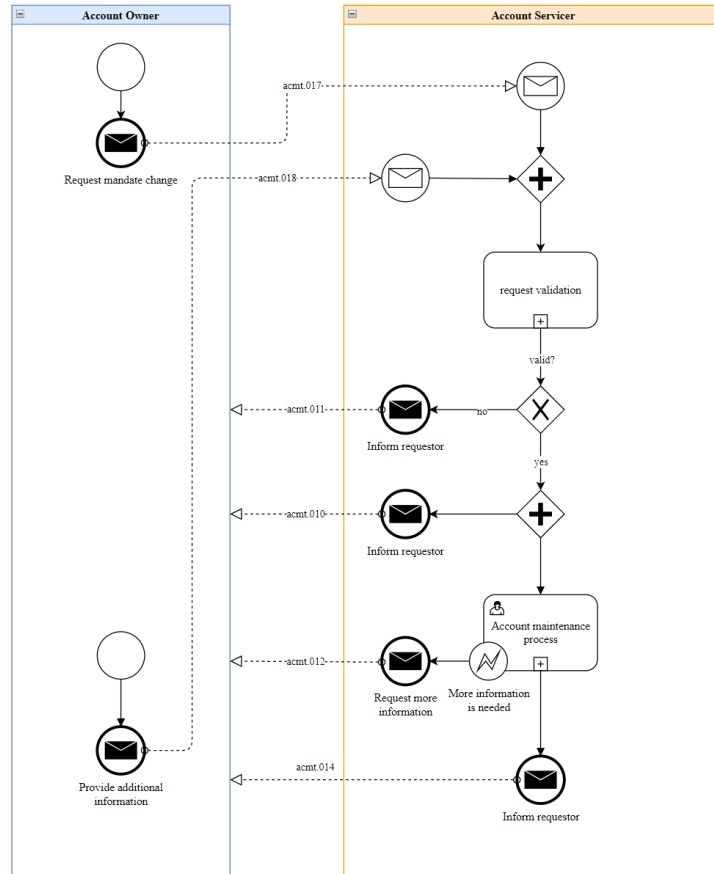 Account Owner
Account Servicer
acmt.017
Request mandate change
acmt.018
request validation
valid?
acmt.011
no
Inform requestor
yes
acmt.010
Inform requestor
Account maintenance
process
acmt.012
Request more
information
More information
is needed
acmt.014
Provide additional
information
Inform requestor